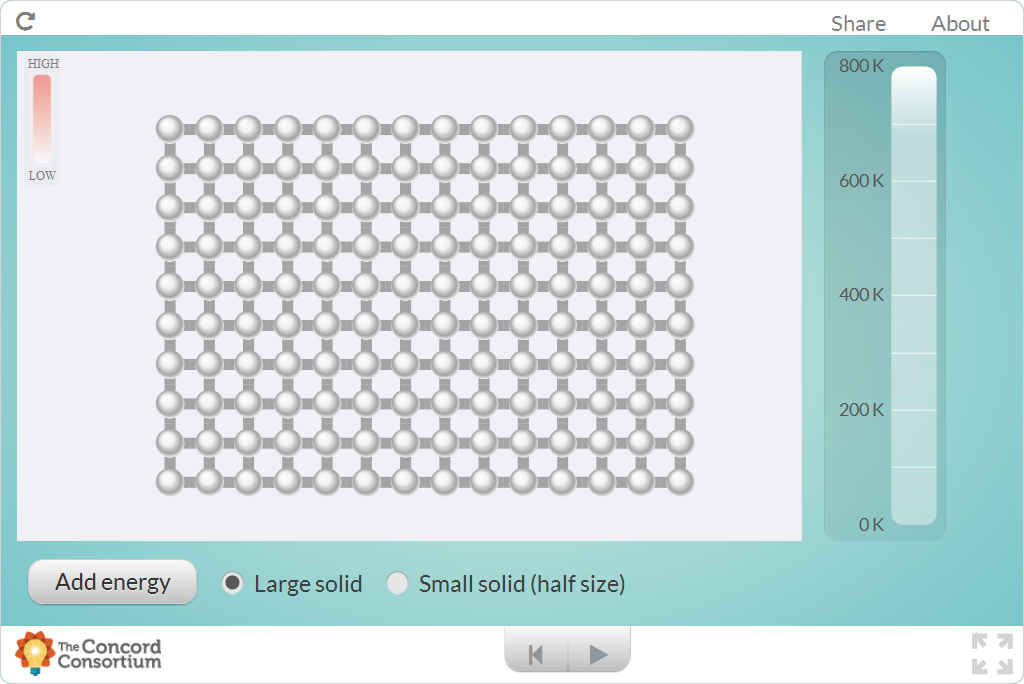 Share About
HIGH
LOW
800 K
600 K
400 K
200 K
0 K
Add energy
Large solid
Small solid (half size)
The Concord
Consortium